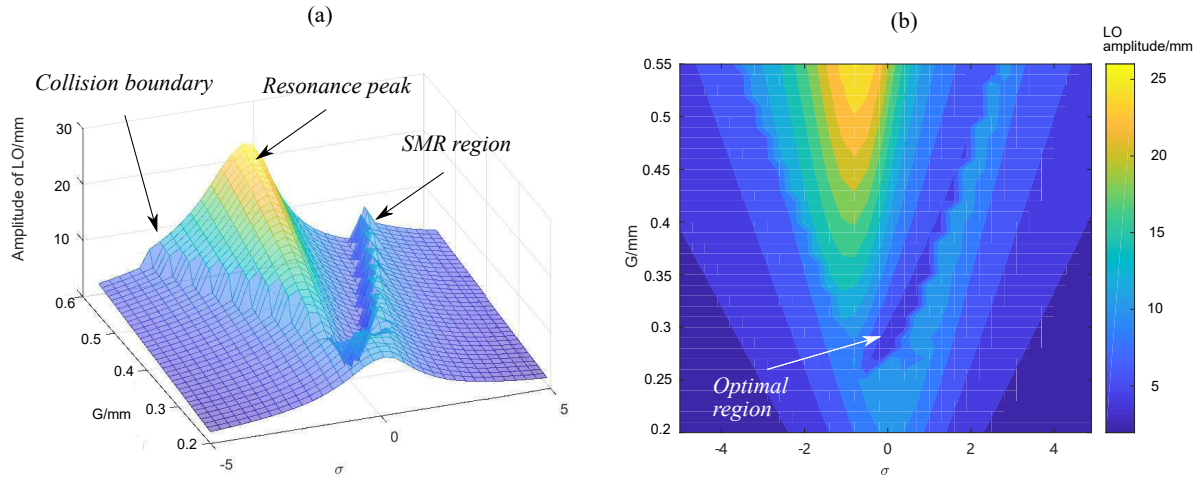 (a)
Collision boundary
Resonance peak
SMR region
Amplitude of LO/mm
30
20
10
0.6
0.5
0.4
0.3
0.2
G/mm
-5
0
5
σ
(b)
LO
amplitude/mm
G/mm
0.55
0.5
0.45
0.4
0.35
0.3
0.25
0.2
Optimal
region
-4
-2
0
2
4
σ
25
20
15
10
5